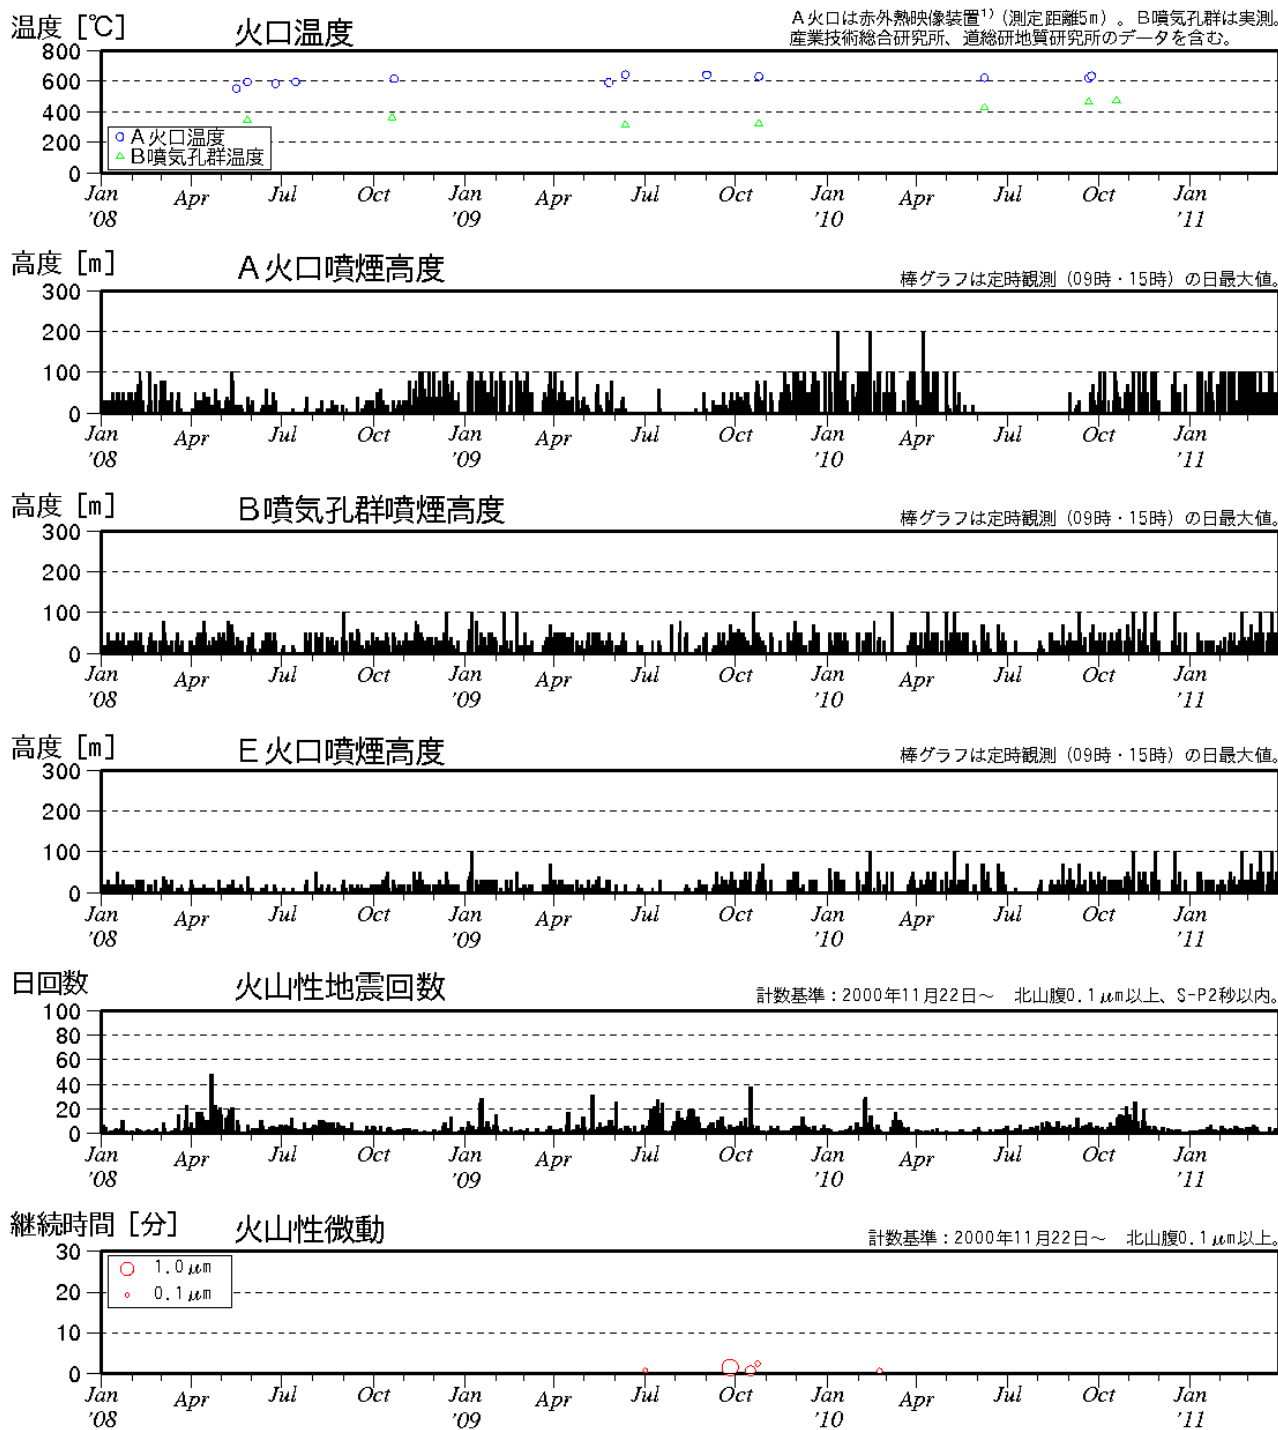 温度［℃］
火口温度
A火口は赤外熱映像装置¹⁾（測定距離5m）。B噴気孔群は実測。
産業技術総合研究所、道総研地質研究所のデータを含む。
800
600
400
200
0
A火口温度
B噴気孔群温度
Jan Apr Jul Oct Jan Apr Jul Oct Jan Apr Jul Oct Jan
'08 '09 '10 '11
高度［m］
A火口噴煙高度
棒グラフは定時観測（09時・15時）の日最大値。
300
200
100
0
Jan Apr Jul Oct Jan Apr Jul Oct Jan Apr Jul Oct Jan
'08 '09 '10 '11
高度［m］
B噴気孔群噴煙高度
棒グラフは定時観測（09時・15時）の日最大値。
300
200
100
0
Jan Apr Jul Oct Jan Apr Jul Oct Jan Apr Jul Oct Jan
'08 '09 '10 '11
高度［m］
E火口噴煙高度
棒グラフは定時観測（09時・15時）の日最大値。
300
200
100
0
Jan Apr Jul Oct Jan Apr Jul Oct Jan Apr Jul Oct Jan
'08 '09 '10 '11
日回数
火山性地震回数
計数基準：2000年11月22日～　北山腹0.1μm以上、S-P2秒以内。
100
80
60
40
20
0
Jan Apr Jul Oct Jan Apr Jul Oct Jan Apr Jul Oct Jan
'08 '09 '10 '11
継続時間［分］
火山性微動
計数基準：2000年11月22日～　北山腹0.1μm以上。
30
20
10
0
1.0μm
0.1μm
Jan Apr Jul Oct Jan Apr Jul Oct Jan Apr Jul Oct Jan
'08 '09 '10 '11